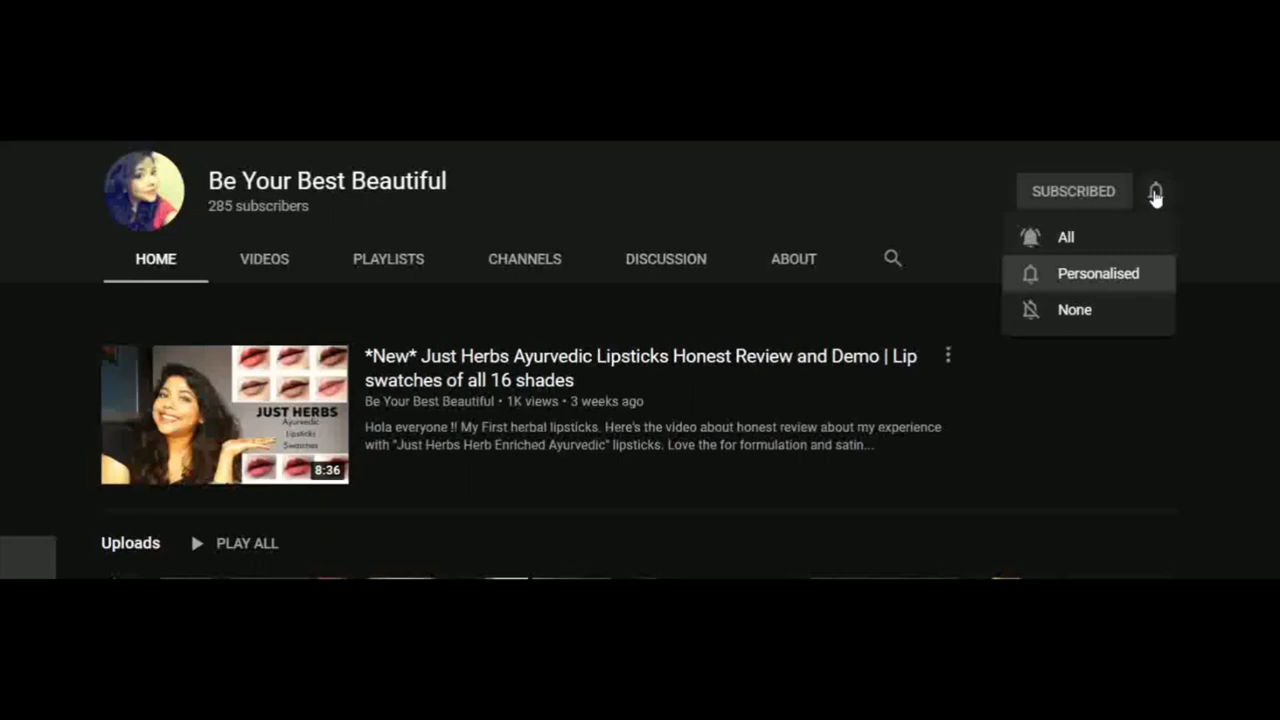 Be Your Best Beautiful
285 subscribers
SUBSCRIBED
HOME
VIDEOS
PLAYLISTS
CHANNELS
DISCUSSION
ABOUT
All
Personalised
None
*New* Just Herbs Ayurvedic Lipsticks Honest Review and Demo | Lip
swatches of all 16 shades
Be Your Best Beautiful • 1K views • 3 weeks ago
Hola everyone !! My First herbal lipsticks. Here's the video about honest review about my experience
with "Just Herbs Herb Enriched Ayurvedic" lipsticks. Love the for formulation and satin...
JUST HERBS
Ayurvedic
Lipsticks
Swatches
8:36
Uploads
PLAY ALL